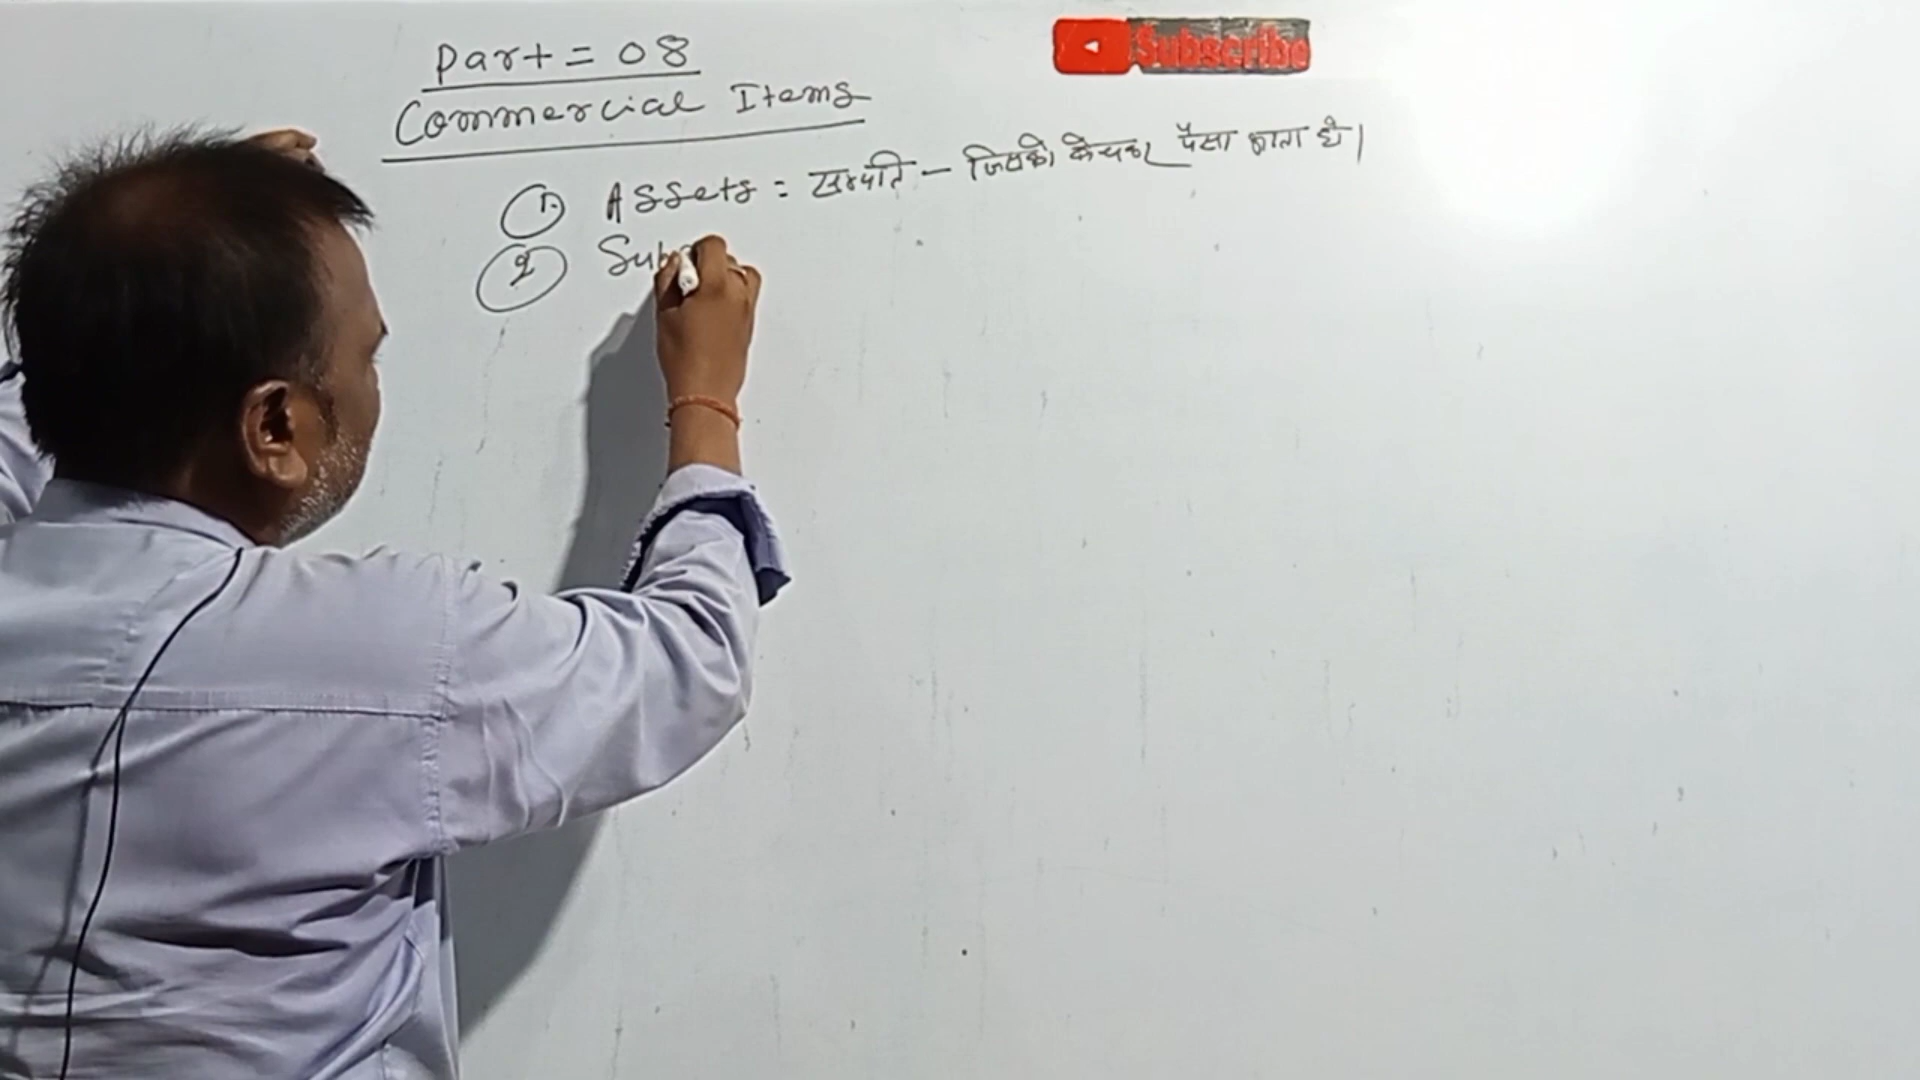 Part = 08
Subscribe
Commercial Items
1. Assets = सम्पति - जिसको बेचकर पैसा आता है।
2 Sub